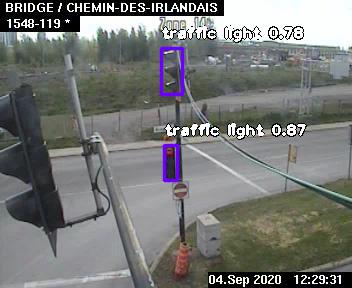 BRIDGE / CHEMIN-DES-IRLANDAIS
1548-119 *
traffic light 0.78
traffic light 0.87
04.Sep 2020 12:29:31